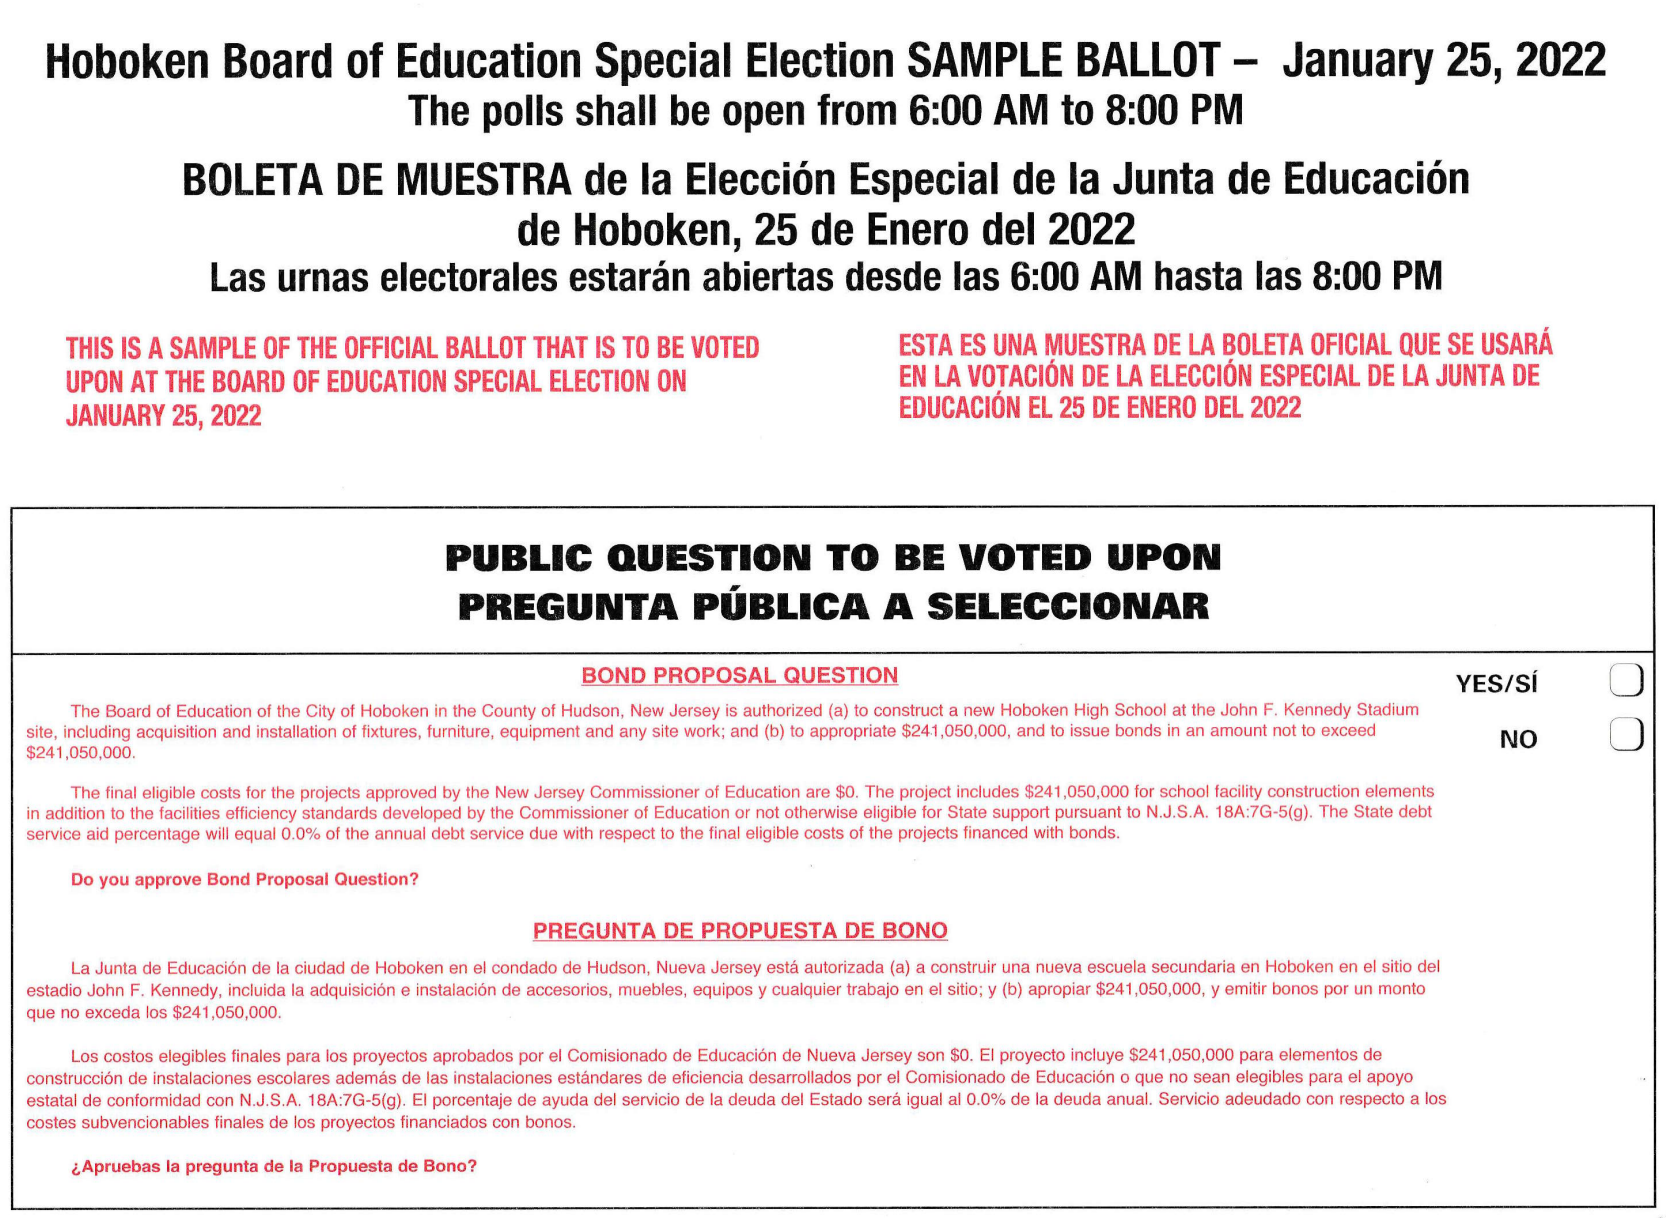 Hoboken Board of Education Special Election SAMPLE BALLOT – January 25, 2022
The polls shall be open from 6:00 AM to 8:00 PM
BOLETA DE MUESTRA de la Elección Especial de la Junta de Educación
de Hoboken, 25 de Enero del 2022
Las urnas electorales estarán abiertas desde las 6:00 AM hasta las 8:00 PM
THIS IS A SAMPLE OF THE OFFICIAL BALLOT THAT IS TO BE VOTED
UPON AT THE BOARD OF EDUCATION SPECIAL ELECTION ON
JANUARY 25, 2022
ESTA ES UNA MUESTRA DE LA BOLETA OFICIAL QUE SE USARÁ
EN LA VOTACIÓN DE LA ELECCIÓN ESPECIAL DE LA JUNTA DE
EDUCACIÓN EL 25 DE ENERO DEL 2022
PUBLIC QUESTION TO BE VOTED UPON
PREGUNTA PÚBLICA A SELECCIONAR
BOND PROPOSAL QUESTION
The Board of Education of the City of Hoboken in the County of Hudson, New Jersey is authorized (a) to construct a new Hoboken High School at the John F. Kennedy Stadium
site, including acquisition and installation of fixtures, furniture, equipment and any site work; and (b) to appropriate $241,050,000, and to issue bonds in an amount not to exceed
$241,050,000.
The final eligible costs for the projects approved by the New Jersey Commissioner of Education are $0. The project includes $241,050,000 for school facility construction elements
in addition to the facilities efficiency standards developed by the Commissioner of Education or not otherwise eligible for State support pursuant to N.J.S.A. 18A:7G-5(g). The State debt
service aid percentage will equal 0.0% of the annual debt service due with respect to the final eligible costs of the projects financed with bonds.
Do you approve Bond Proposal Question?
YES/SÍ
NO
PREGUNTA DE PROPUESTA DE BONO
La Junta de Educación de la ciudad de Hoboken en el condado de Hudson, Nueva Jersey está autorizada (a) a construir una nueva escuela secundaria en Hoboken en el sitio del
estadio John F. Kennedy, incluida la adquisición e instalación de accesorios, muebles, equipos y cualquier trabajo en el sitio; y (b) apropiar $241,050,000, y emitir bonos por un monto
que no exceda los $241,050,000.
Los costos elegibles finales para los proyectos aprobados por el Comisionado de Educación de Nueva Jersey son $0. El proyecto incluye $241,050,000 para elementos de
construcción de instalaciones escolares además de las instalaciones estándares de eficiencia desarrollados por el Comisionado de Educación o que no sean elegibles para el apoyo
estatal de conformidad con N.J.S.A. 18A:7G-5(g). El porcentaje de ayuda del servicio de la deuda del Estado será igual al 0.0% de la deuda anual. Servicio adeudado con respecto a los
costes subvencionables finales de los proyectos financiados con bonos.
¿Apruebas la pregunta de la Propuesta de Bono?